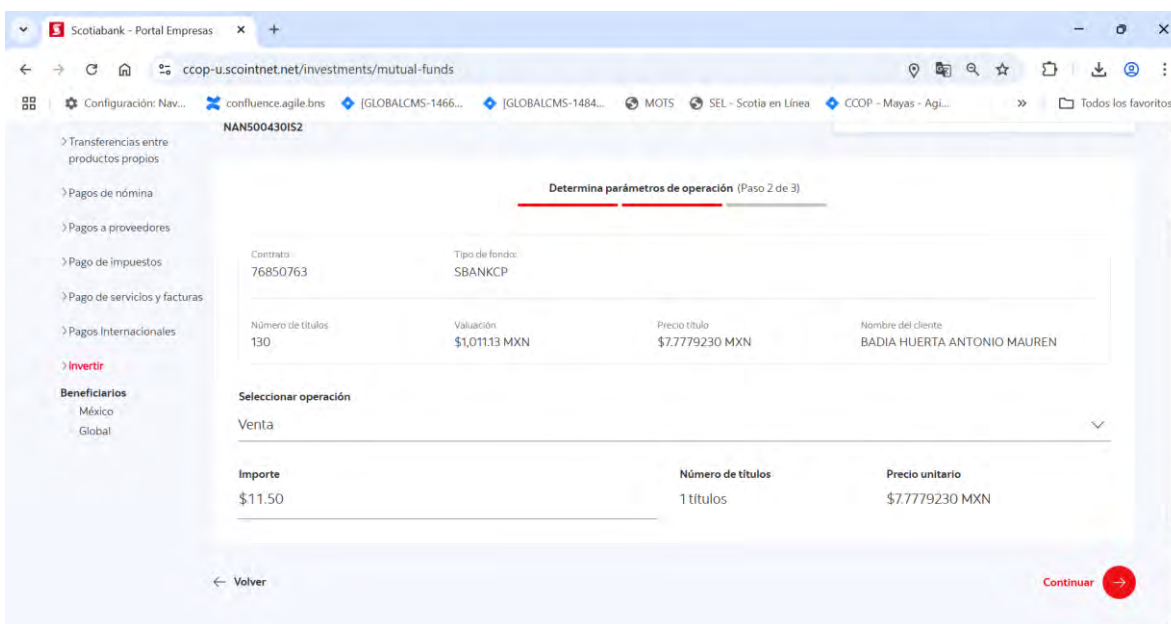 Scotiabank - Portal Empresas
ccop-u.scointnet.net/investments/mutual-funds
Configuración: Nav...
confluence.agile.bns
[GLOBALCMS-1466...
[GLOBALCMS-1484...
MOTS
SEL - Scotia en Línea
CCOP - Mayas - Agi...
»
Todos los favoritos
NAN500430IS2
Transferencias entre
productos propios
Pagos de nómina
Pagos a proveedores
Pago de impuestos
Pago de servicios y facturas
Pagos Internacionales
Invertir
Beneficiarios
México
Global
Determina parámetros de operación (Paso 2 de 3)
Contrato
76850763
Tipo de fondo:
SBANKCP
Número de títulos
130
Valuación
$1,011.13 MXN
Precio título
$7.7779230 MXN
Nombre del cliente
BADIA HUERTA ANTONIO MAUREN
Seleccionar operación
Venta
Importe
$11.50
Número de títulos
1 títulos
Precio unitario
$7.7779230 MXN
Volver
Continuar